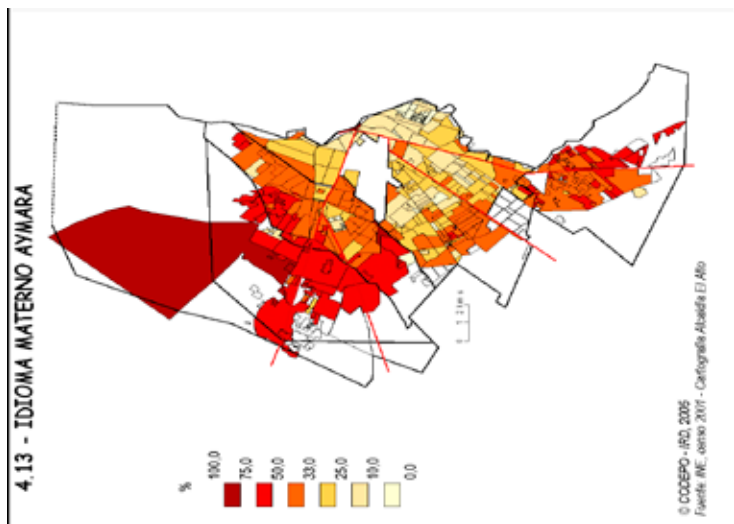 4.13 - IDIOMA MATERNO AYMARA
%
100,0
75,0
50,0
33,0
25,0
10,0
0,0
© CODEPO - IRD, 2005
Fuente: INE, censo 2001 - Cartografía Alcaldía El Alto